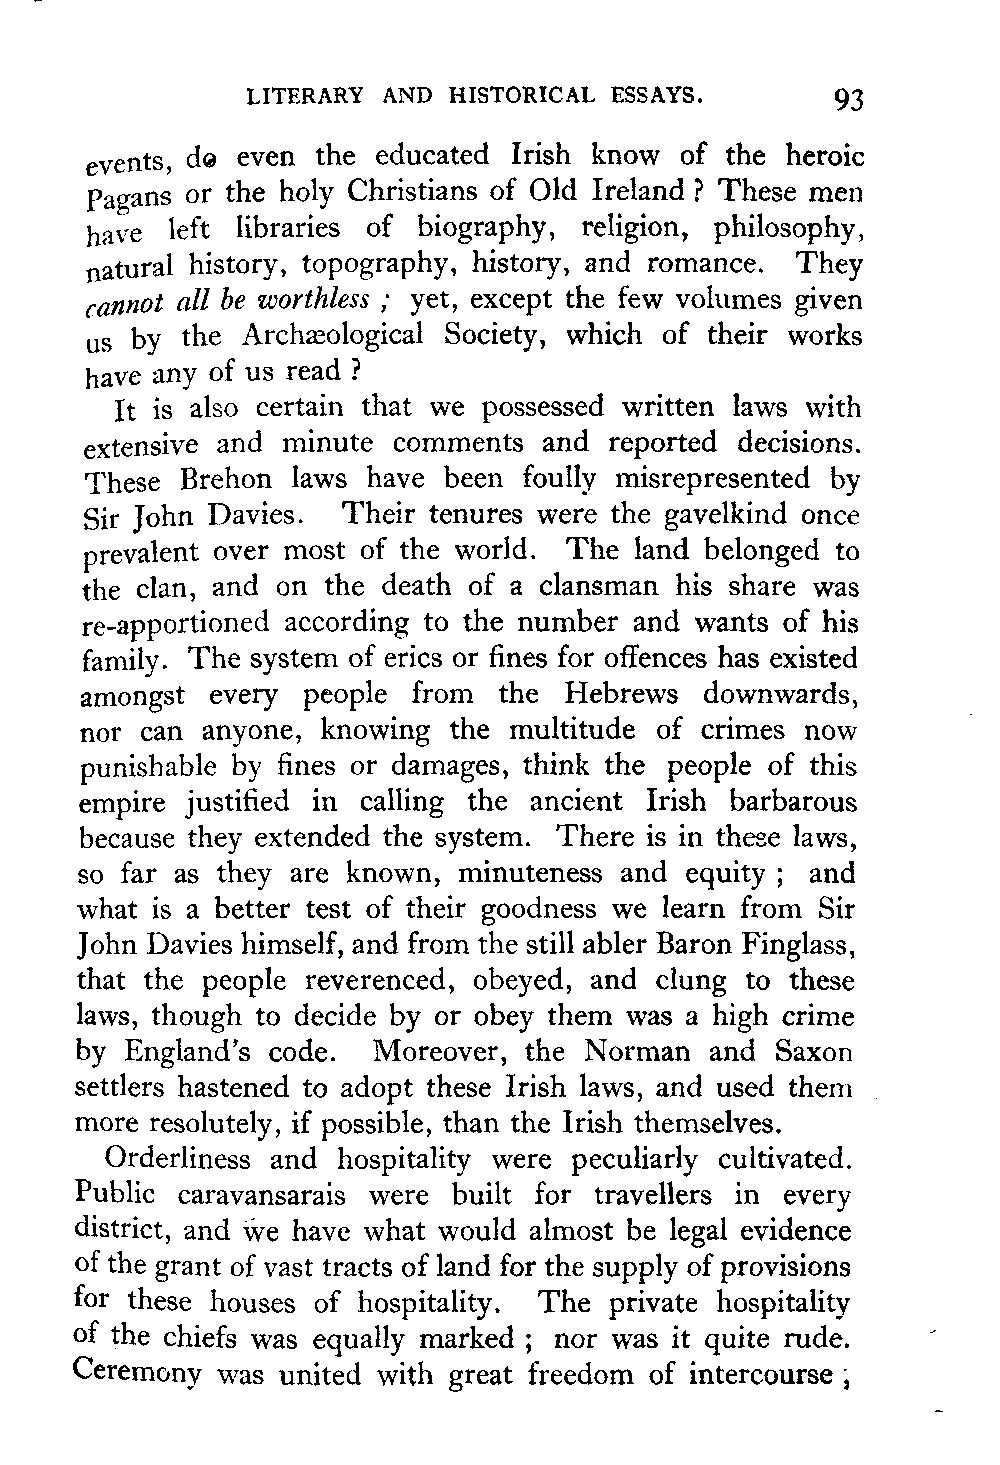 LITERARY AND HISTORICAL ESSAYS. 93
events, do even the educated Irish know of the heroic
Pagans or the holy Christians of Old Ireland ? These men
have left libraries of biography, religion, philosophy,
natural history, topography, history, and romance. They
cannot all be worthless ; yet, except the few volumes given
us by the Archæological Society, which of their works
have any of us read ?
It is also certain that we possessed written laws with
extensive and minute comments and reported decisions.
These Brehon laws have been foully misrepresented by
Sir John Davies. Their tenures were the gavelkind once
prevalent over most of the world. The land belonged to
the clan, and on the death of a clansman his share was
re-apportioned according to the number and wants of his
family. The system of erics or fines for offences has existed
amongst every people from the Hebrews downwards,
nor can anyone, knowing the multitude of crimes now
punishable by fines or damages, think the people of this
empire justified in calling the ancient Irish barbarous
because they extended the system. There is in these laws,
so far as they are known, minuteness and equity ; and
what is a better test of their goodness we learn from Sir
John Davies himself, and from the still abler Baron Finglass,
that the people reverenced, obeyed, and clung to these
laws, though to decide by or obey them was a high crime
by England's code. Moreover, the Norman and Saxon
settlers hastened to adopt these Irish laws, and used them
more resolutely, if possible, than the Irish themselves.
Orderliness and hospitality were peculiarly cultivated.
Public caravansarais were built for travellers in every
district, and we have what would almost be legal evidence
of the grant of vast tracts of land for the supply of provisions
for these houses of hospitality. The private hospitality
of the chiefs was equally marked ; nor was it quite rude.
Ceremony was united with great freedom of intercourse ;